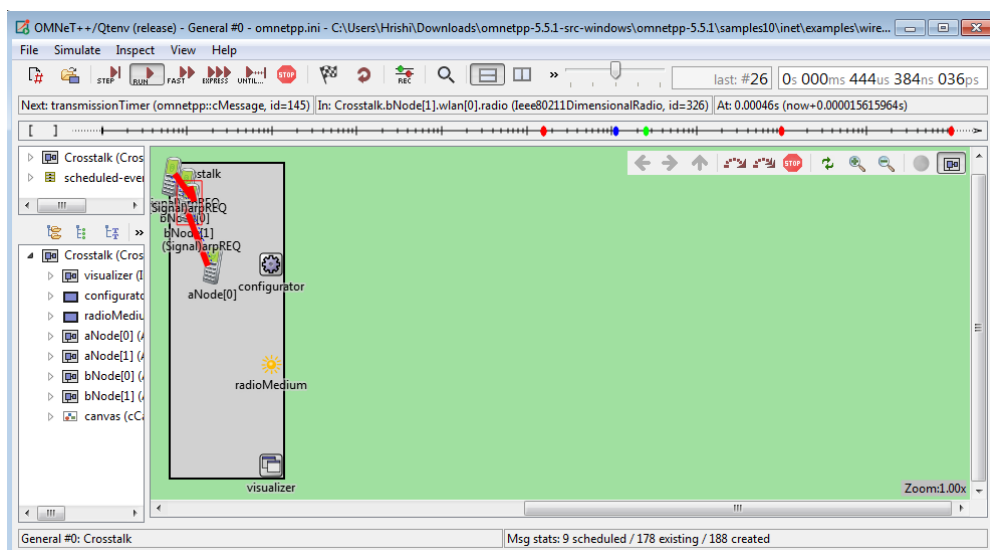 OMNeT++/Qtenv (release) - General #0 - omnetpp.ini - C:\Users\Hrishi\Downloads\omnetpp-5.5.1-src-windows\omnetpp-5.5.1\samples10\inet\examples\wire...
File Simulate Inspect View Help
STEP RUN FAST EXPRESS UNTIL... STOP REC » last: #26 0s 000ms 444us 384ns 036ps
Next: transmissionTimer (omnetpp::cMessage, id=145) In: Crosstalk.bNode[1].wlan[0].radio (Ieee80211DimensionalRadio, id=326) At: 0.00046s (now+0.000015615964s)
[ ]
Crosstalk (Cros
scheduled-ever
»
Crosstalk (Cros
visualizer (I
configurato
radioMediu
aNode[0] (A
aNode[1] (A
bNode[0] (A
bNode[1] (A
canvas (cCa
stalk
(Signal)arpREQ
bNode[0]
bNode[1]
(Signal)arpREQ
aNode[0]
configurator
radioMedium
visualizer
STOP
Zoom:1.00x
General #0: Crosstalk
Msg stats: 9 scheduled / 178 existing / 188 created